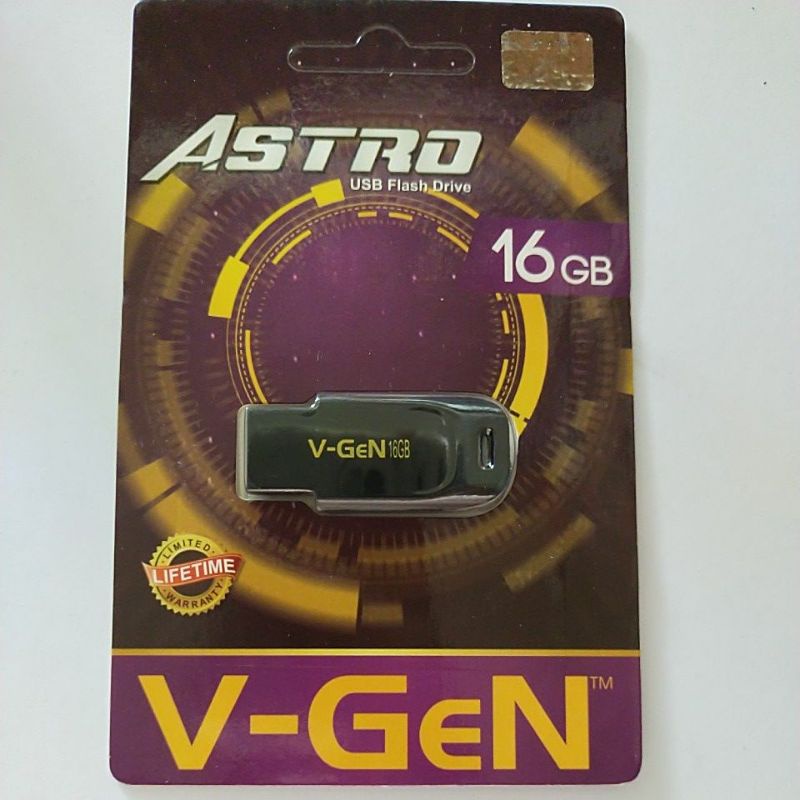 ASTRO
USB Flash Drive
16 GB
V-GEN 16GB
LIMITED
LIFETIME
WARRANTY
V-GEN™